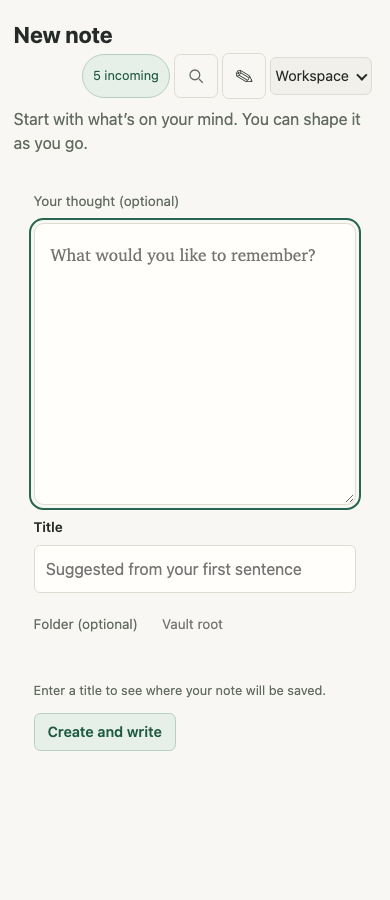 New note
5 incoming
Workspace
Start with what’s on your mind. You can shape it
as you go.
Your thought (optional)
What would you like to remember?
Title
Suggested from your first sentence
Folder (optional) Vault root
Enter a title to see where your note will be saved.
Create and write